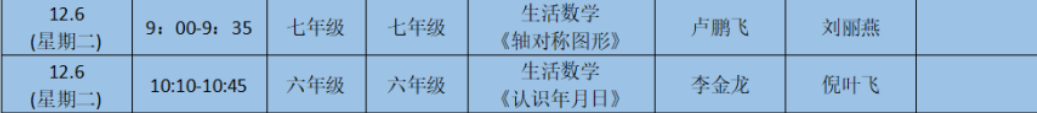 12.6
(星期二)
9：00-9：35
七年级
七年级
生活数学
《轴对称图形》
卢鹏飞
刘丽燕
12.6
(星期二)
10:10-10:45
六年级
六年级
生活数学
《认识年月日》
李金龙
倪叶飞